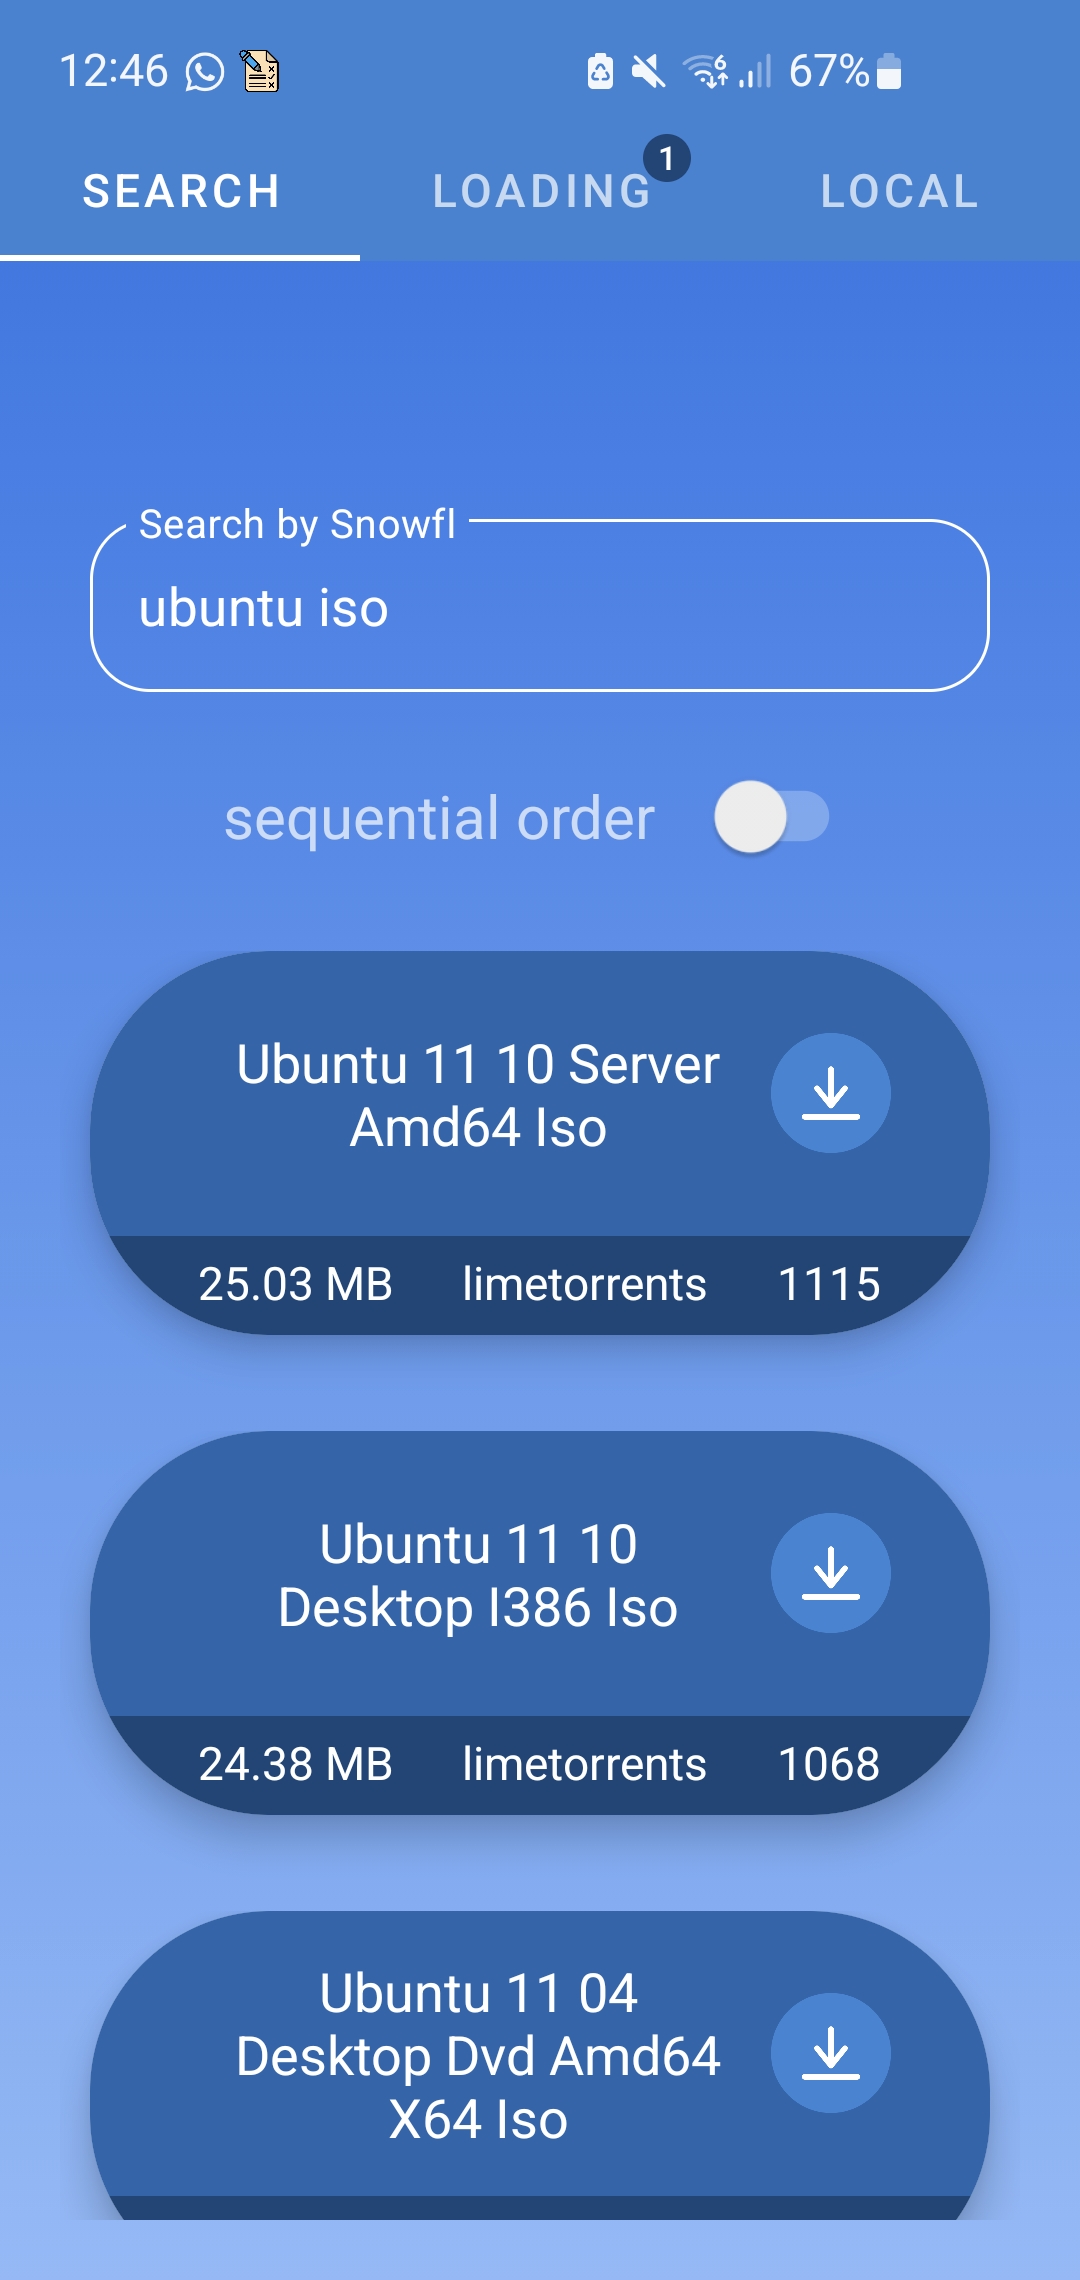 12:46
6
67%
SEARCH
LOADING
1
LOCAL
Search by Snowfl
ubuntu iso
sequential order
Ubuntu 11 10 Server
Amd64 Iso
25.03 MB limetorrents 1115
Ubuntu 11 10
Desktop I386 Iso
24.38 MB limetorrents 1068
Ubuntu 11 04
Desktop Dvd Amd64
X64 Iso